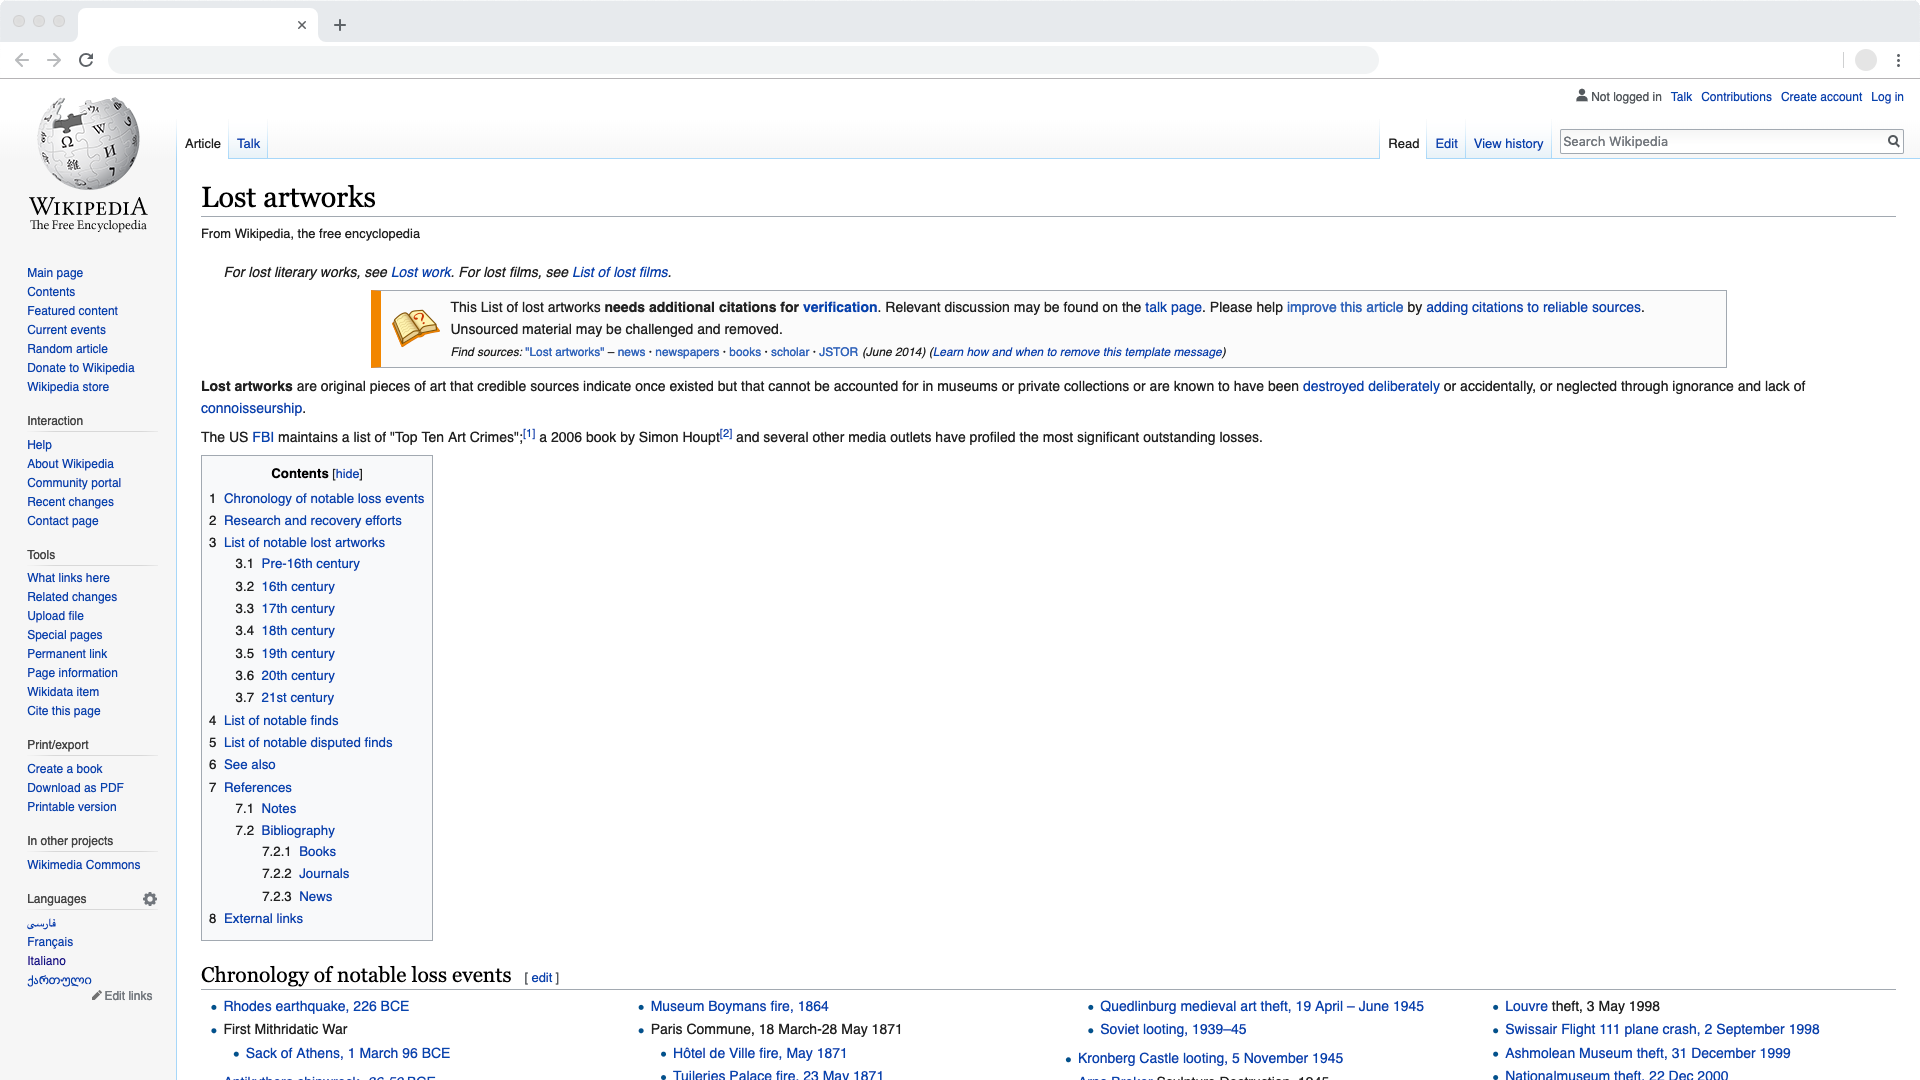 Not logged in Talk Contributions Create account Log in
WIKIPEDIA
The Free Encyclopedia
Article Talk
Read Edit View history Search Wikipedia
Main page
Contents
Featured content
Current events
Random article
Donate to Wikipedia
Wikipedia store
Interaction
Help
About Wikipedia
Community portal
Recent changes
Contact page
Tools
What links here
Related changes
Upload file
Special pages
Permanent link
Page information
Wikidata item
Cite this page
Print/export
Create a book
Download as PDF
Printable version
In other projects
Wikimedia Commons
Languages
فارسی
Français
Italiano
ქართული
Edit links
Lost artworks
From Wikipedia, the free encyclopedia
For lost literary works, see Lost work. For lost films, see List of lost films.
This List of lost artworks needs additional citations for verification. Relevant discussion may be found on the talk page. Please help improve this article by adding citations to reliable sources.
Unsourced material may be challenged and removed.
Find sources: "Lost artworks" – news · newspapers · books · scholar · JSTOR (June 2014) (Learn how and when to remove this template message)
Lost artworks are original pieces of art that credible sources indicate once existed but that cannot be accounted for in museums or private collections or are known to have been destroyed deliberately or accidentally, or neglected through ignorance and lack of
connoisseurship.
The US FBI maintains a list of "Top Ten Art Crimes";[1] a 2006 book by Simon Houpt[2] and several other media outlets have profiled the most significant outstanding losses.
Contents [hide]
1 Chronology of notable loss events
2 Research and recovery efforts
3 List of notable lost artworks
3.1 Pre-16th century
3.2 16th century
3.3 17th century
3.4 18th century
3.5 19th century
3.6 20th century
3.7 21st century
4 List of notable finds
5 List of notable disputed finds
6 See also
7 References
7.1 Notes
7.2 Bibliography
7.2.1 Books
7.2.2 Journals
7.2.3 News
8 External links
Chronology of notable loss events [ edit ]
Rhodes earthquake, 226 BCE
First Mithridatic War
Sack of Athens, 1 March 96 BCE
Museum Boymans fire, 1864
Paris Commune, 18 March-28 May 1871
Hôtel de Ville fire, May 1871
Tuileries Palace fire, 23 May 1871
Quedlinburg medieval art theft, 19 April – June 1945
Soviet looting, 1939–45
Kronberg Castle looting, 5 November 1945
Louvre theft, 3 May 1998
Swissair Flight 111 plane crash, 2 September 1998
Ashmolean Museum theft, 31 December 1999
Nationalmuseum theft, 22 Dec 2000